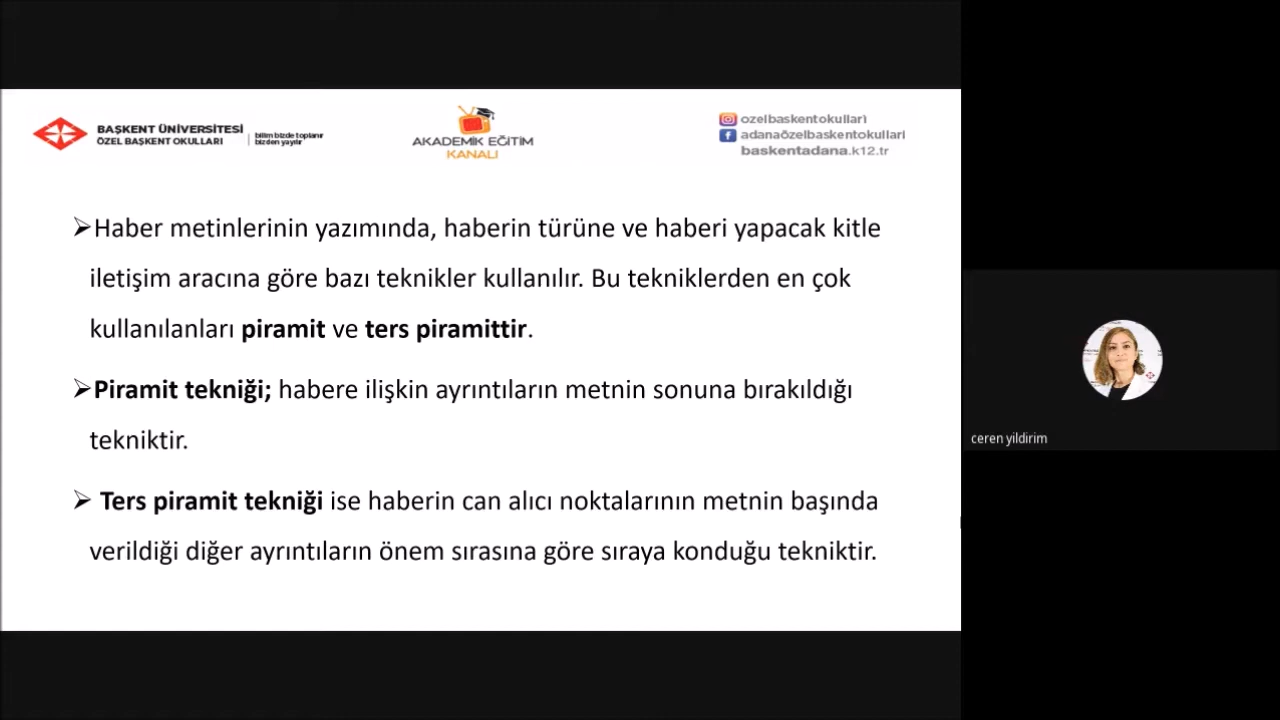 BAŞKENT ÜNİVERSİTESİ
ÖZEL BAŞKENT OKULLARI
bilim bizde toplanır
bizden yayılır
AKADEMİK EĞİTİM
KANALI
ozelbaskentokullari
adanaözelbaskentokullari
baskentadana.k12.tr
➢Haber metinlerinin yazımında, haberin türüne ve haberi yapacak kitle
iletişim aracına göre bazı teknikler kullanılır. Bu tekniklerden en çok
kullanılanları piramit ve ters piramittir.
➢Piramit tekniği; habere ilişkin ayrıntıların metnin sonuna bırakıldığı
tekniktir.
➢ Ters piramit tekniği ise haberin can alıcı noktalarının metnin başında
verildiği diğer ayrıntıların önem sırasına göre sıraya konduğu tekniktir.
ceren yildirim